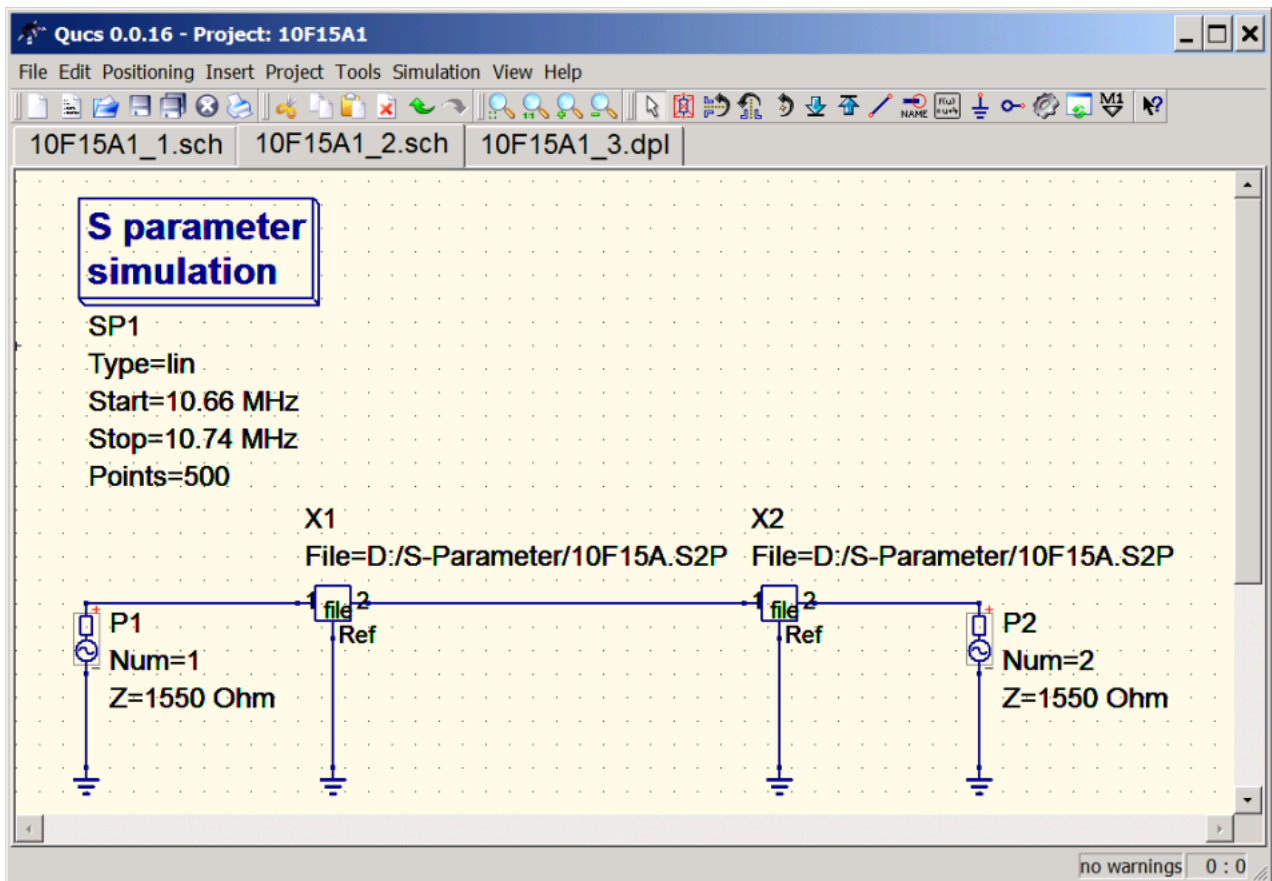 Qucs 0.0.16 - Project: 10F15A1
File Edit Positioning Insert Project Tools Simulation View Help
NAME
M1
10F15A1_1.sch 10F15A1_2.sch 10F15A1_3.dpl
S parameter
simulation
SP1
Type=lin
Start=10.66 MHz
Stop=10.74 MHz
Points=500
X1 X2
File=D:/S-Parameter/10F15A.S2P File=D:/S-Parameter/10F15A.S2P
1 file 2 1 file 2
Ref Ref
+ P1 + P2
Num=1 Num=2
Z=1550 Ohm Z=1550 Ohm
no warnings 0 : 0